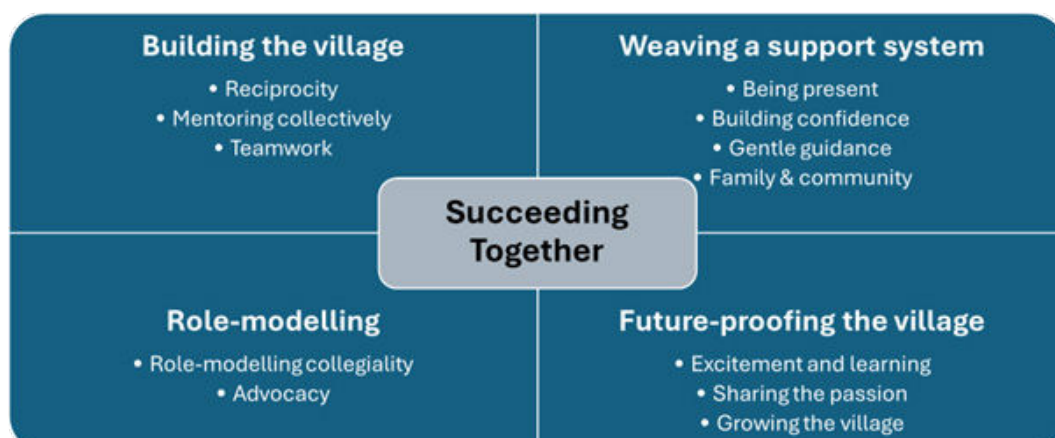 Building the village
• Reciprocity
• Mentoring collectively
• Teamwork
Weaving a support system
• Being present
• Building confidence
• Gentle guidance
• Family & community
Succeeding
Together
Role-modelling
• Role-modelling collegiality
• Advocacy
Future-proofing the village
• Excitement and learning
• Sharing the passion
• Growing the village